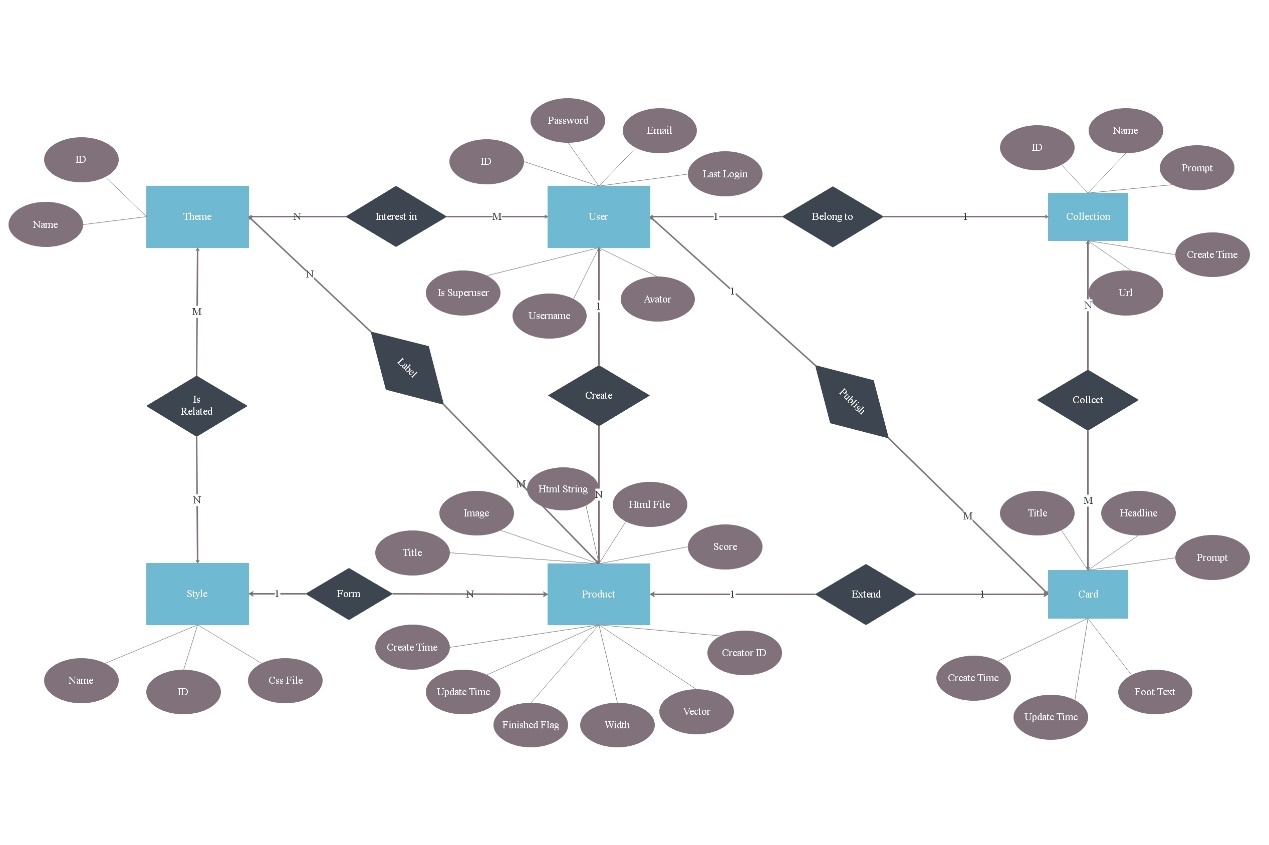 Password
Email
Name
ID
ID
ID
Prompt
Last Login
Name
Theme
N
Interest in
M
User
1
Belong to
1
Collection
Create Time
N
Is Superuser
Avator
1
Url
M
Username
1
N
Label
Is
Related
Create
Publish
Collect
M
Html String
N
Html File
N
M
Image
Title
Headline
M
Title
Score
Prompt
Style
1
Form
N
Product
1
Extend
1
Card
Create Time
Creator ID
Name
ID
Css File
Update Time
Create Time
Foot Text
Finished Flag
Width
Vector
Update Time